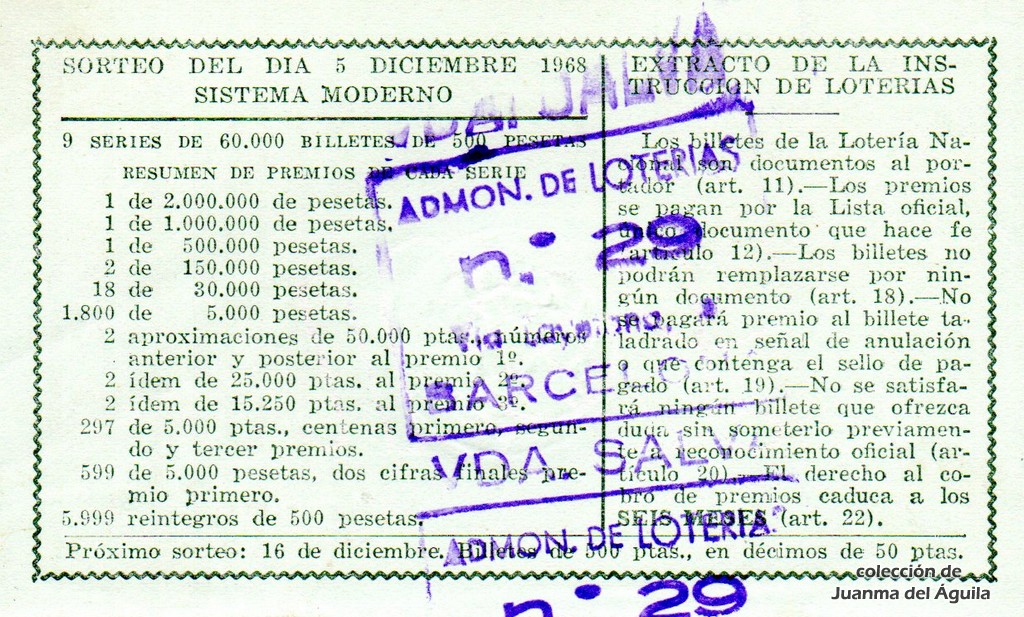 SORTEO DEL DIA 5 DICIEMBRE 1968
SISTEMA MODERNO
9 SERIES DE 60.000 BILLETES DE 500 PESETAS
RESUMEN DE PREMIOS DE CADA SERIE
1 de 2.000.000 de pesetas.
1 de 1.000.000 de pesetas.
1 de 500.000 pesetas.
2 de 150.000 pesetas.
18 de 30.000 pesetas.
1.800 de 5.000 pesetas.
2 aproximaciones de 50.000 ptas., números
anterior y posterior al premio 1º.
2 ídem de 25.000 ptas. al premio 2º.
2 ídem de 15.250 ptas. al premio 3º.
297 de 5.000 ptas., centenas primero, segun-
do y tercer premios.
599 de 5.000 pesetas, dos cifras finales pre-
mio primero.
5.999 reintegros de 500 pesetas.
EXTRACTO DE LA INS-
TRUCCION DE LOTERIAS
Los billetes de la Lotería Na-
cional son documentos al por-
tador (art. 11).—Los premios
se pagan por la Lista oficial,
único documento que hace fe
(artículo 12).—Los billetes no
podrán remplazarse por nin-
gún documento (art. 18).—No
se pagará premio al billete ta-
ladrado en señal de anulación
o que contenga el sello de pa-
gado (art. 19).—No se satisfa-
rá ningún billete que ofrezca
duda sin someterlo previamen-
te a reconocimiento oficial (ar-
tículo 20).—El derecho al co-
bro de premios caduca a los
SEIS MESES (art. 22).
Próximo sorteo: 16 de diciembre. Billetes de 500 ptas., en décimos de 50 ptas.
VDA. SALVA
ADMON. DE LOTERIAS
n.º 29
BARCELO
VDA. SALVA
ADMON. DE LOTERIA
n.º 29
colección de
Juanma del Águila